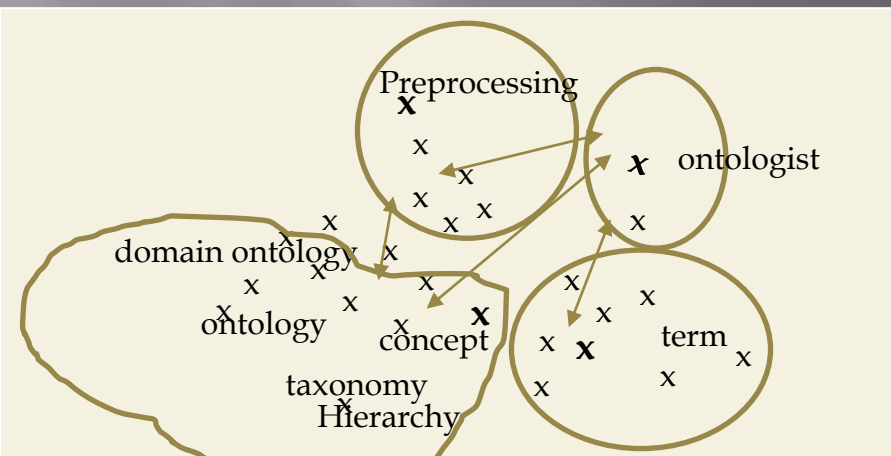 Preprocessing
x
x
x
x
x
x
x
ontologist
x
domain ontology
x
x
x
x
x
x
x
x
x
x
ontology
concept
x
taxonomy
x
Hierarchy
x
x
x
x
x
term
x
x
x